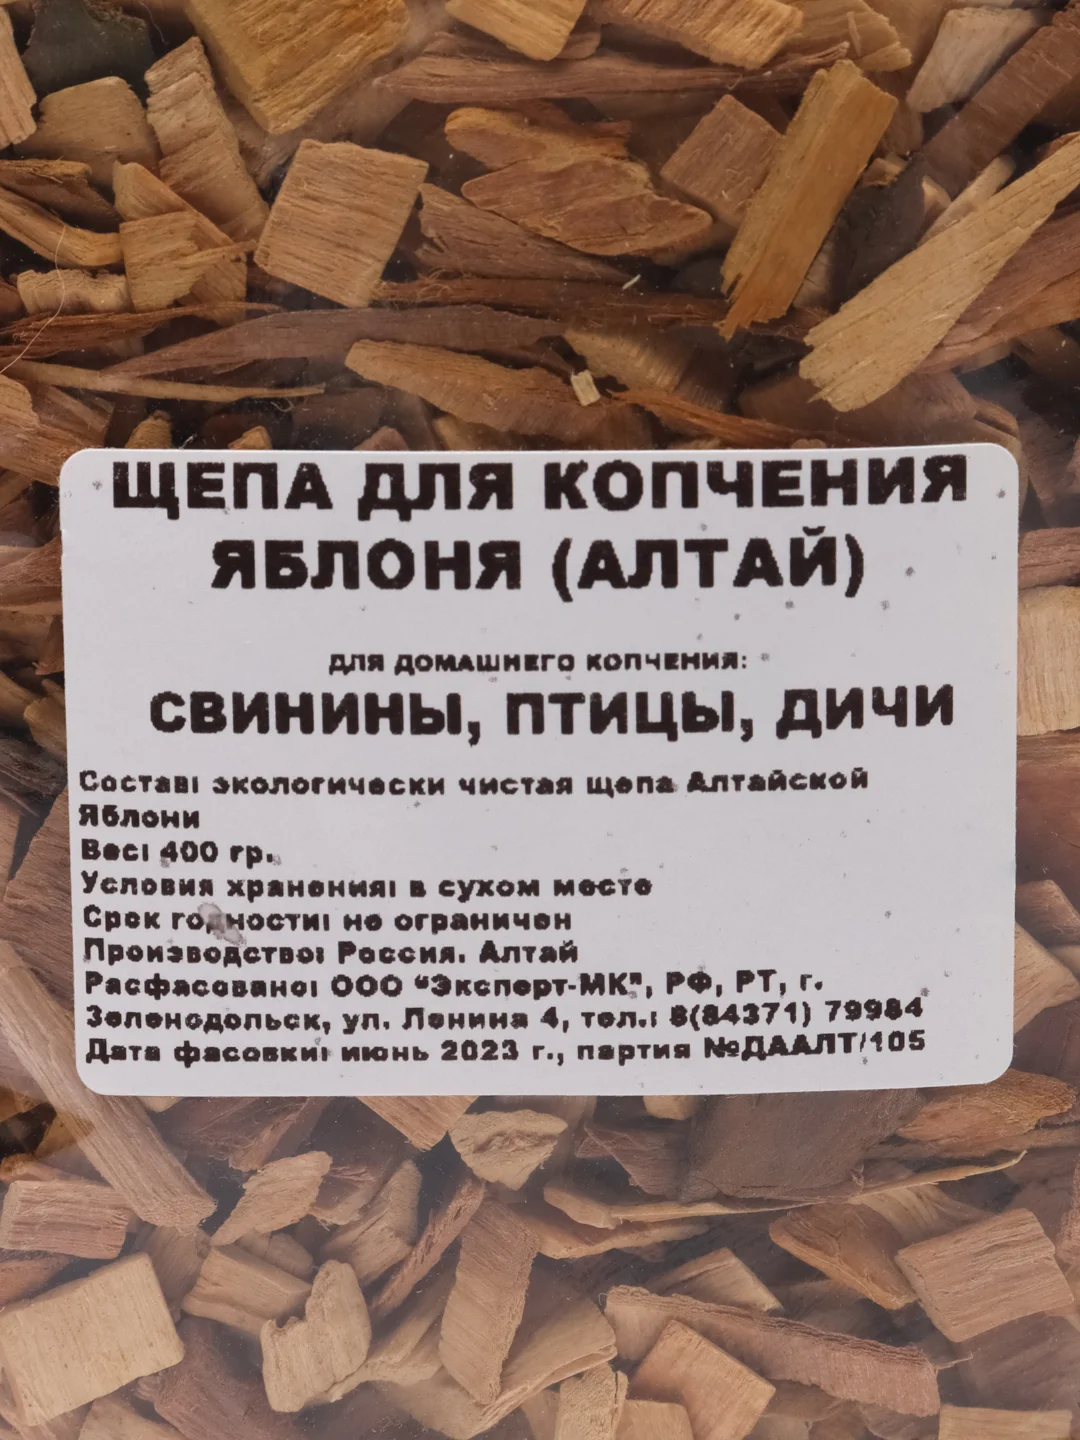 ЩЕПА ДЛЯ КОПЧЕНИЯ
ЯБЛОНЯ (АЛТАЙ)
ДЛЯ ДОМАШНЕГО КОПЧЕНИЯ:
СВИНИНЫ, ПТИЦЫ, ДИЧИ
Состав: экологически чистая щепа Алтайской
Яблони
Вес: 400 гр.
Условия хранения: в сухом месте
Срок годности: не ограничен
Производство: Россия. Алтай
Расфасовано: ООО “Эксперт-МК”, РФ, РТ, г.
Зеленодольск, ул. Ленина 4, тел.: 8(84371) 79984
Дата фасовки: июнь 2023 г., партия №ДААЛТ/105